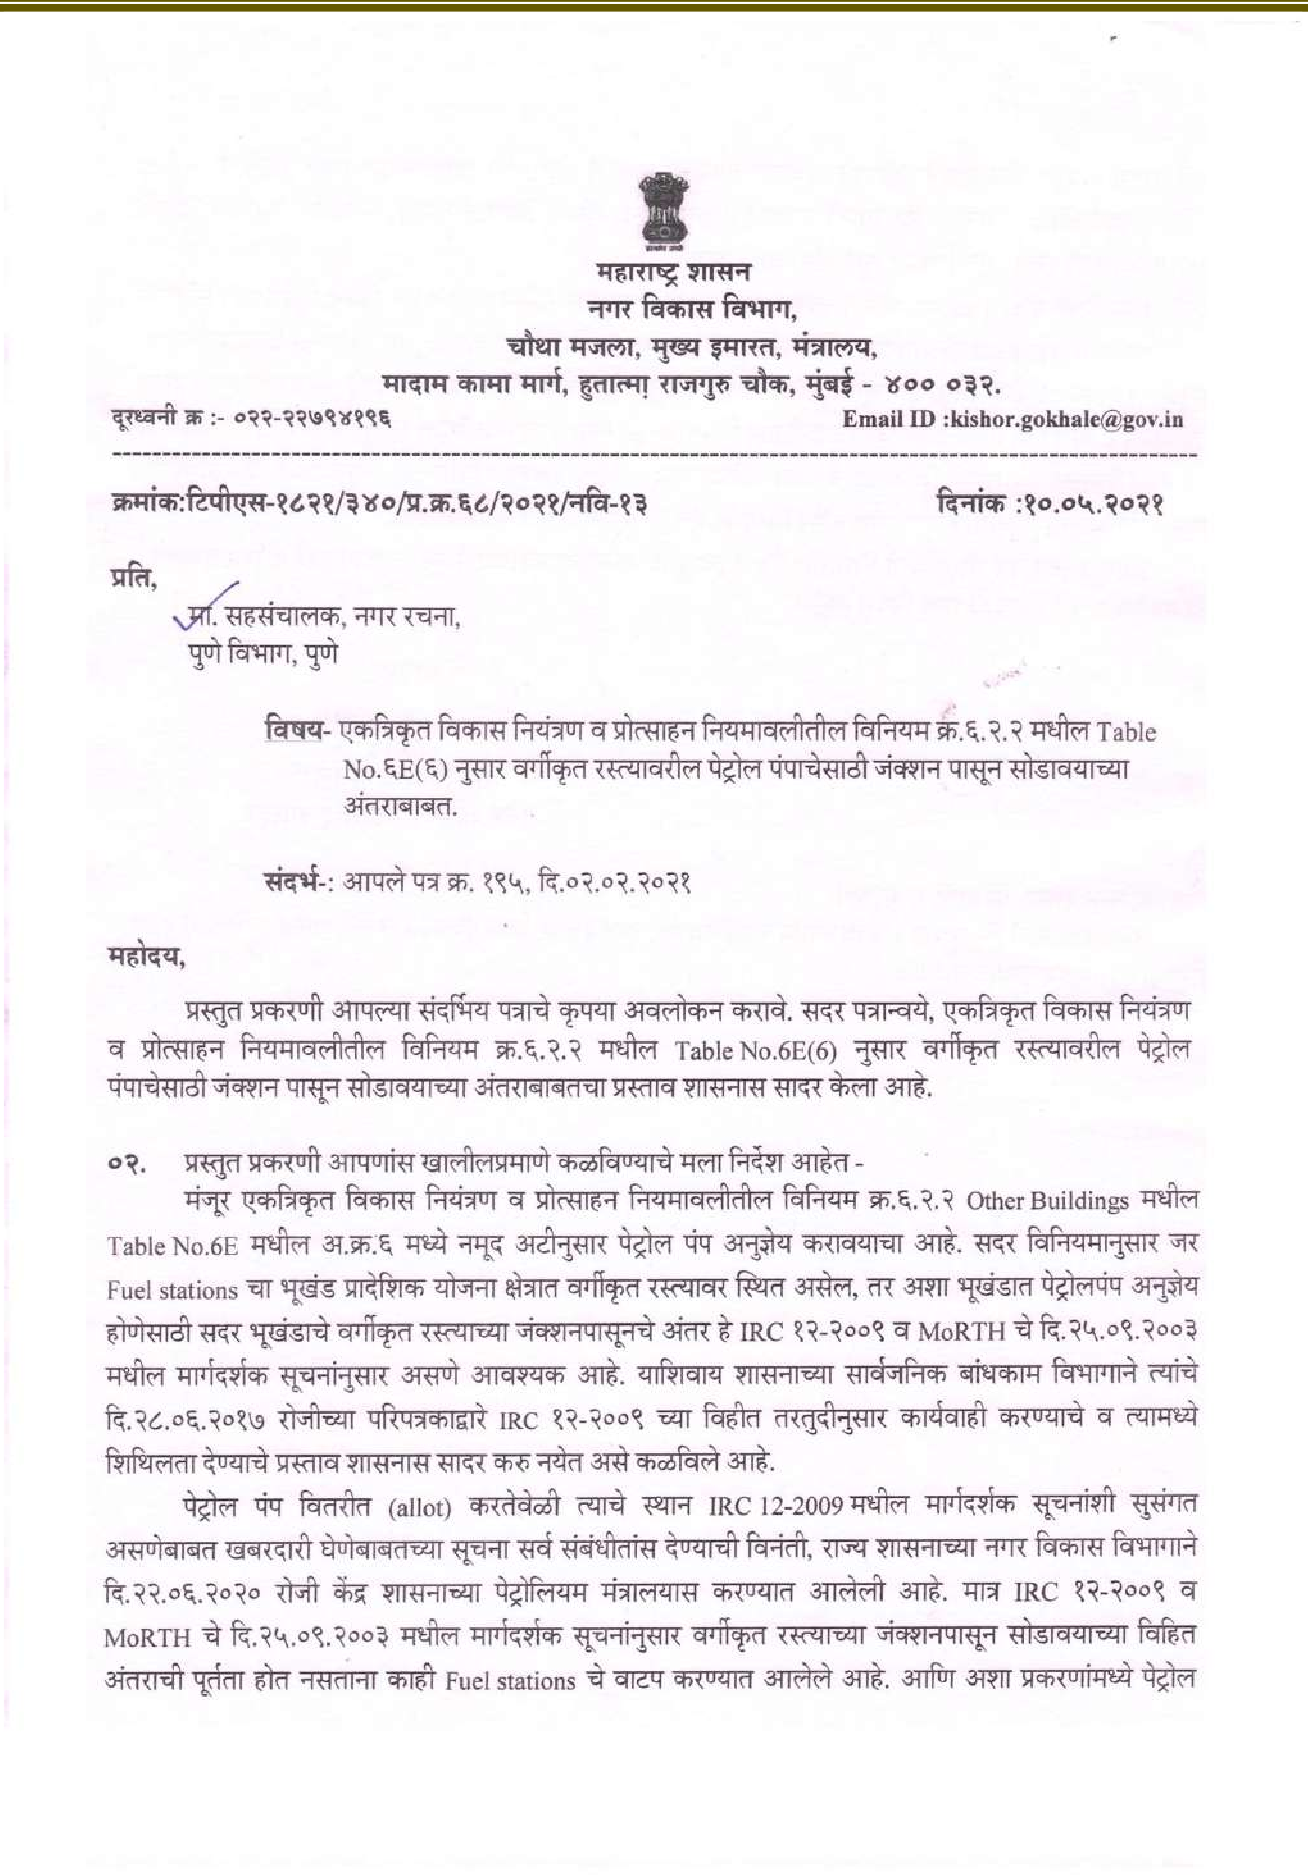 महाराष्ट्र शासन
नगर विकास विभाग,
चौथा मजला, मुख्य इमारत, मंत्रालय,
मादाम कामा मार्ग, हुतात्मा राजगुरु चौक, मुंबई - ४०० ०३२.
दूरध्वनी क्र :- ०२२-२२७९४१९६ Email ID :kishor.gokhale@gov.in
क्रमांक:टिपीएस-१८२१/३४०/प्र.क्र.६८/२०२१/नवि-१३ दिनांक :१०.०५.२०२१
प्रति,
मा. सहसंचालक, नगर रचना,
पुणे विभाग, पुणे
विषय- एकत्रिकृत विकास नियंत्रण व प्रोत्साहन नियमावलीतील विनियम क्र.६.२.२ मधील Table
No.६E(६) नुसार वर्गीकृत रस्त्यावरील पेट्रोल पंपाचेसाठी जंक्शन पासून सोडावयाच्या
अंतराबाबत.
संदर्भ-: आपले पत्र क्र. १९५, दि.०२.०२.२०२१
महोदय,
प्रस्तुत प्रकरणी आपल्या संदर्भिय पत्राचे कृपया अवलोकन करावे. सदर पत्रान्वये, एकत्रिकृत विकास नियंत्रण
व प्रोत्साहन नियमावलीतील विनियम क्र.६.२.२ मधील Table No.6E(6) नुसार वर्गीकृत रस्त्यावरील पेट्रोल
पंपाचेसाठी जंक्शन पासून सोडावयाच्या अंतराबाबतचा प्रस्ताव शासनास सादर केला आहे.
०२. प्रस्तुत प्रकरणी आपणांस खालीलप्रमाणे कळविण्याचे मला निर्देश आहेत -
मंजूर एकत्रिकृत विकास नियंत्रण व प्रोत्साहन नियमावलीतील विनियम क्र.६.२.२ Other Buildings मधील
Table No.6E मधील अ.क्र.६ मध्ये नमूद अटीनुसार पेट्रोल पंप अनुज्ञेय करावयाचा आहे. सदर विनियमानुसार जर
Fuel stations चा भूखंड प्रादेशिक योजना क्षेत्रात वर्गीकृत रस्त्यावर स्थित असेल, तर अशा भूखंडात पेट्रोलपंप अनुज्ञेय
होणेसाठी सदर भूखंडाचे वर्गीकृत रस्त्याच्या जंक्शनपासूनचे अंतर हे IRC १२-२००९ व MoRTH चे दि.२५.०९.२००३
मधील मार्गदर्शक सूचनांनुसार असणे आवश्यक आहे. याशिवाय शासनाच्या सार्वजनिक बांधकाम विभागाने त्यांचे
दि.२८.०६.२०१७ रोजीच्या परिपत्रकाद्वारे IRC १२-२००९ च्या विहीत तरतुदीनुसार कार्यवाही करण्याचे व त्यामध्ये
शिथिलता देण्याचे प्रस्ताव शासनास सादर करु नयेत असे कळविले आहे.
पेट्रोल पंप वितरीत (allot) करतेवेळी त्याचे स्थान IRC 12-2009 मधील मार्गदर्शक सूचनांशी सुसंगत
असणेबाबत खबरदारी घेणेबाबतच्या सूचना सर्व संबंधीतांस देण्याची विनंती, राज्य शासनाच्या नगर विकास विभागाने
दि.२२.०६.२०२० रोजी केंद्र शासनाच्या पेट्रोलियम मंत्रालयास करण्यात आलेली आहे. मात्र IRC १२-२००९ व
MoRTH चे दि.२५.०९.२००३ मधील मार्गदर्शक सूचनांनुसार वर्गीकृत रस्त्याच्या जंक्शनपासून सोडावयाच्या विहित
अंतराची पूर्तता होत नसताना काही Fuel stations चे वाटप करण्यात आलेले आहे. आणि अशा प्रकरणांमध्ये पेट्रोल